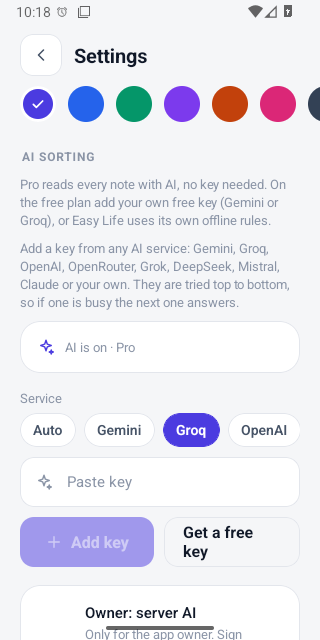 10:18
Settings
AI SORTING
Pro reads every note with AI, no key needed. On
the free plan add your own free key (Gemini or
Groq), or Easy Life uses its own offline rules.
Add a key from any AI service: Gemini, Groq,
OpenAI, OpenRouter, Grok, DeepSeek, Mistral,
Claude or your own. They are tried top to bottom,
so if one is busy the next one answers.
AI is on · Pro
Service
Auto Gemini Groq OpenAI
Paste key
+ Add key
Get a free
key
Owner: server AI
Only for the app owner. Sign